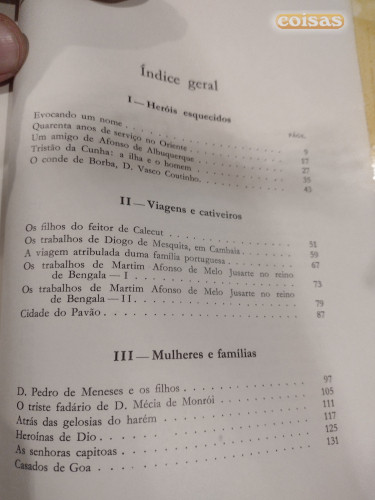 coisas
Índice geral
I — Heróis esquecidos
PÁGS.
Evocando um nome 9
Quarenta anos de serviço no Oriente 17
Um amigo de Afonso de Albuquerque 27
Tristão da Cunha: a ilha e o homem 35
O conde de Borba, D. Vasco Coutinho 43
II — Viagens e cativeiros
Os filhos do feitor de Calecut 51
Os trabalhos de Diogo de Mesquita, em Cambaia 59
A viagem atribulada duma família portuguesa 67
Os trabalhos de Martim Afonso de Melo Jusarte no reino
de Bengala — I 73
Os trabalhos de Martim Afonso de Melo Jusarte no reino
de Bengala — II 79
Cidade do Pavão 87
III — Mulheres e famílias
D. Pedro de Meneses e os filhos 97
O triste fadário de D. Mécia de Monrói 105
Atrás das gelosias do harém 111
Heroínas de Dio 117
As senhoras capitoas 125
Casados de Goa 131